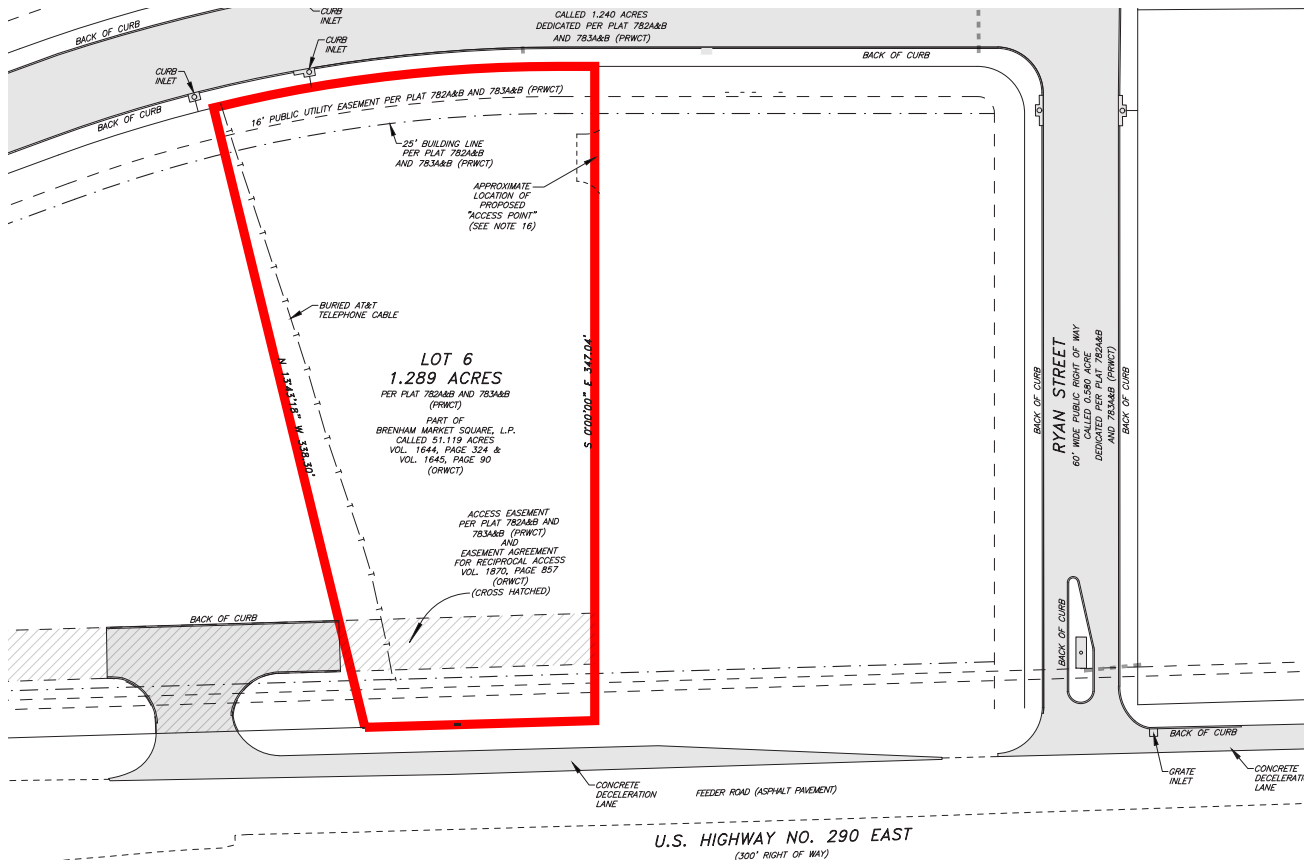 CURB
INLET
CALLED 1.240 ACRES
DEDICATED PER PLAT 782A&B
AND 783A&B (PRWCT)
BACK OF CURB
CURB
INLET
BACK OF CURB
CURB
INLET
BACK OF CURB
16' PUBLIC UTILITY EASEMENT PER PLAT 782A&B AND 783A&B (PRWCT)
25' BUILDING LINE
PER PLAT 782A&B
AND 783A&B (PRWCT)
APPROXIMATE
LOCATION OF
PROPOSED
"ACCESS POINT"
(SEE NOTE 16)
BURIED AT&T
TELEPHONE CABLE
N 13°43'18" W 338.30'
LOT 6
1.289 ACRES
PER PLAT 782A&B AND 783A&B
(PRWCT)
PART OF
BRENHAM MARKET SQUARE, L.P.
CALLED 51.119 ACRES
VOL. 1644, PAGE 324 &
VOL. 1645, PAGE 90
(ORWCT)
S 0°00'00" E 347.04'
ACCESS EASEMENT
PER PLAT 782A&B AND
783A&B (PRWCT)
AND
EASEMENT AGREEMENT
FOR RECIPROCAL ACCESS
VOL. 1870, PAGE 857
(ORWCT)
(CROSS HATCHED)
BACK OF CURB
RYAN STREET
60' WIDE PUBLIC RIGHT OF WAY
CALLED 0.580 ACRE
DEDICATED PER PLAT 782A&B
AND 783A&B (PRWCT)
BACK OF CURB
BACK OF CURB
BACK OF CURB
BACK OF CURB
GRATE
INLET
CONCRETE
DECELERATION
LANE
CONCRETE
DECELERATION
LANE
FEEDER ROAD (ASPHALT PAVEMENT)
U.S. HIGHWAY NO. 290 EAST
(300' RIGHT OF WAY)